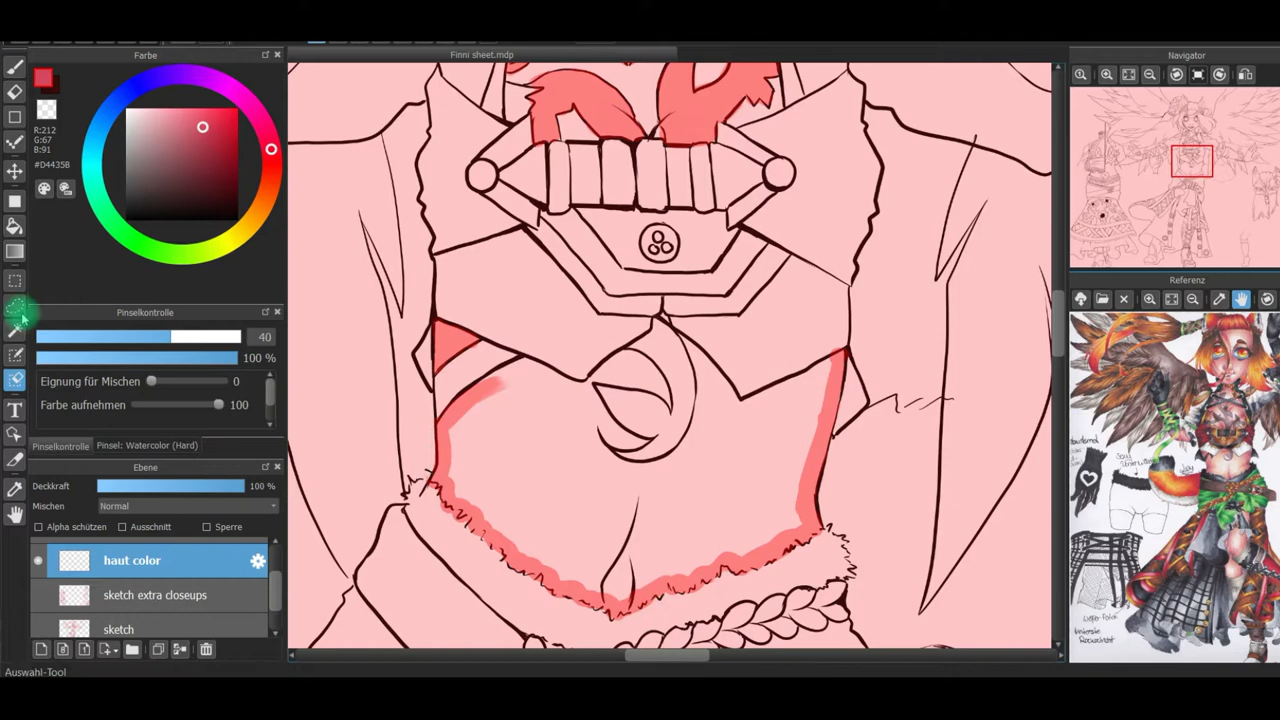 Farbe
Finni sheet.mdp
Navigator
R:212
G:67
B:91
#D4435B
Referenz
Pinselkontrolle
40
100 %
Eignung für Mischen
0
Farbe aufnehmen
100
T
Pinselkontrolle
Pinsel: Watercolor (Hard)
Ebene
Deckkraft
100 %
Mischen
Normal
Alpha schützen
Ausschnitt
Sperre
haut color
sketch extra closeups
sketch
Auswahl-Tool